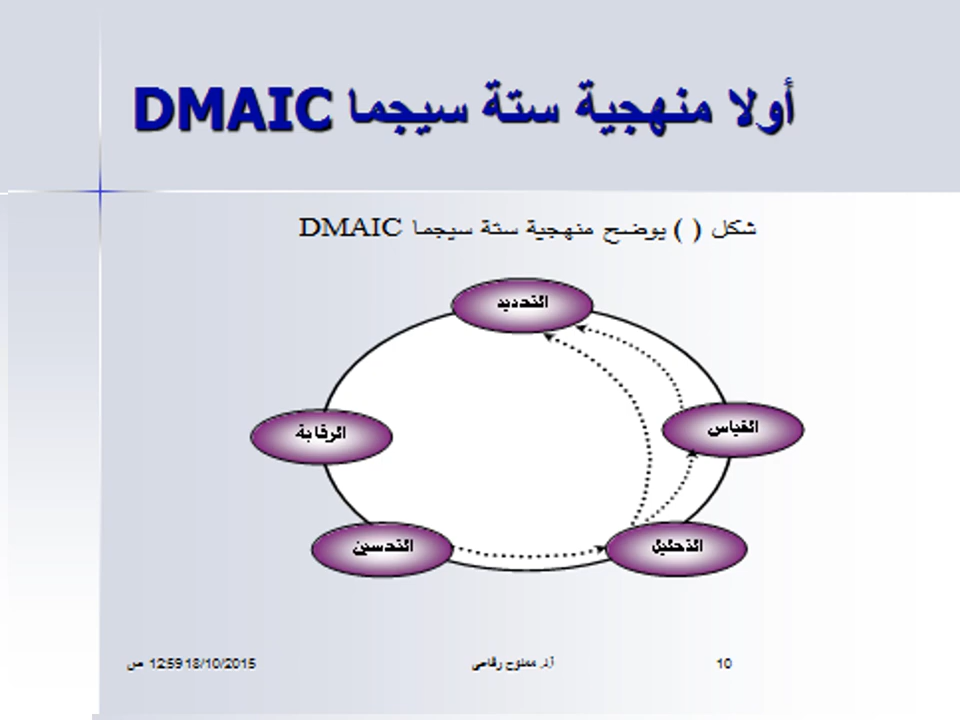 أولا منهجية ستة سيجما DMAIC
شكل ( ) يوضح منهجية ستة سيجما DMAIC
التحديد
القياس
الرقابة
التحليل
التحسين
10
أ.د. ممدوح رفاعي
18/10/2015 12:59 ص